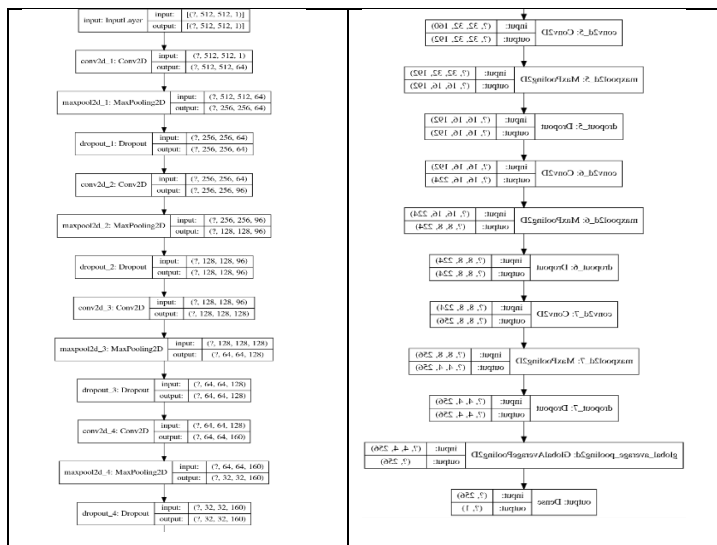 input: InputLayer
input: [(?, 512, 512, 1)]
output: [(?, 512, 512, 1)]
conv2d_1: Conv2D
input: (?, 512, 512, 1)
output: (?, 512, 512, 64)
maxpool2d_1: MaxPooling2D
input: (?, 512, 512, 64)
output: (?, 256, 256, 64)
dropout_1: Dropout
input: (?, 256, 256, 64)
output: (?, 256, 256, 64)
conv2d_2: Conv2D
input: (?, 256, 256, 64)
output: (?, 256, 256, 96)
maxpool2d_2: MaxPooling2D
input: (?, 256, 256, 96)
output: (?, 128, 128, 96)
dropout_2: Dropout
input: (?, 128, 128, 96)
output: (?, 128, 128, 96)
conv2d_3: Conv2D
input: (?, 128, 128, 96)
output: (?, 128, 128, 128)
maxpool2d_3: MaxPooling2D
input: (?, 128, 128, 128)
output: (?, 64, 64, 128)
dropout_3: Dropout
input: (?, 64, 64, 128)
output: (?, 64, 64, 128)
conv2d_4: Conv2D
input: (?, 64, 64, 128)
output: (?, 64, 64, 160)
maxpool2d_4: MaxPooling2D
input: (?, 64, 64, 160)
output: (?, 32, 32, 160)
dropout_4: Dropout
input: (?, 32, 32, 160)
output: (?, 32, 32, 160)
conv2d_5: Conv2D
input: (?, 32, 32, 160)
output: (?, 32, 32, 192)
maxpool2d_5: MaxPooling2D
input: (?, 32, 32, 192)
output: (?, 16, 16, 192)
dropout_5: Dropout
input: (?, 16, 16, 192)
output: (?, 16, 16, 192)
conv2d_6: Conv2D
input: (?, 16, 16, 192)
output: (?, 16, 16, 224)
maxpool2d_6: MaxPooling2D
input: (?, 16, 16, 224)
output: (?, 8, 8, 224)
dropout_6: Dropout
input: (?, 8, 8, 224)
output: (?, 8, 8, 224)
conv2d_7: Conv2D
input: (?, 8, 8, 224)
output: (?, 8, 8, 256)
maxpool2d_7: MaxPooling2D
input: (?, 8, 8, 256)
output: (?, 4, 4, 256)
dropout_7: Dropout
input: (?, 4, 4, 256)
output: (?, 4, 4, 256)
global_average_pooling2d: GlobalAveragePooling2D
input: (?, 4, 4, 256)
output: (?, 256)
output: Dense
input: (?, 256)
output: (?, 1)